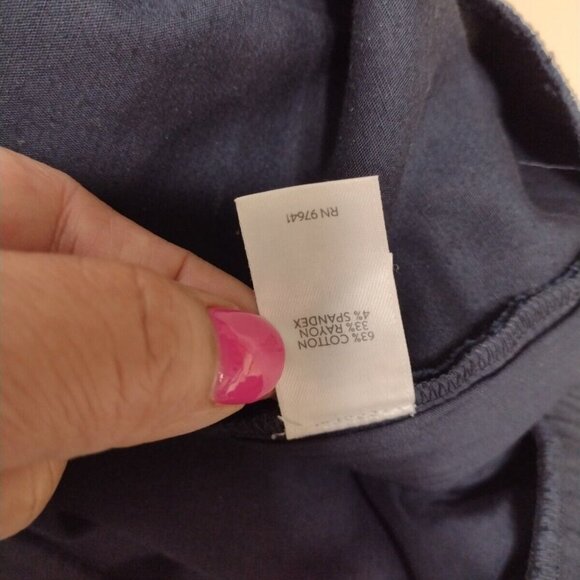 63% COTTON
33% RAYON
4% SPANDEX
RN 97641